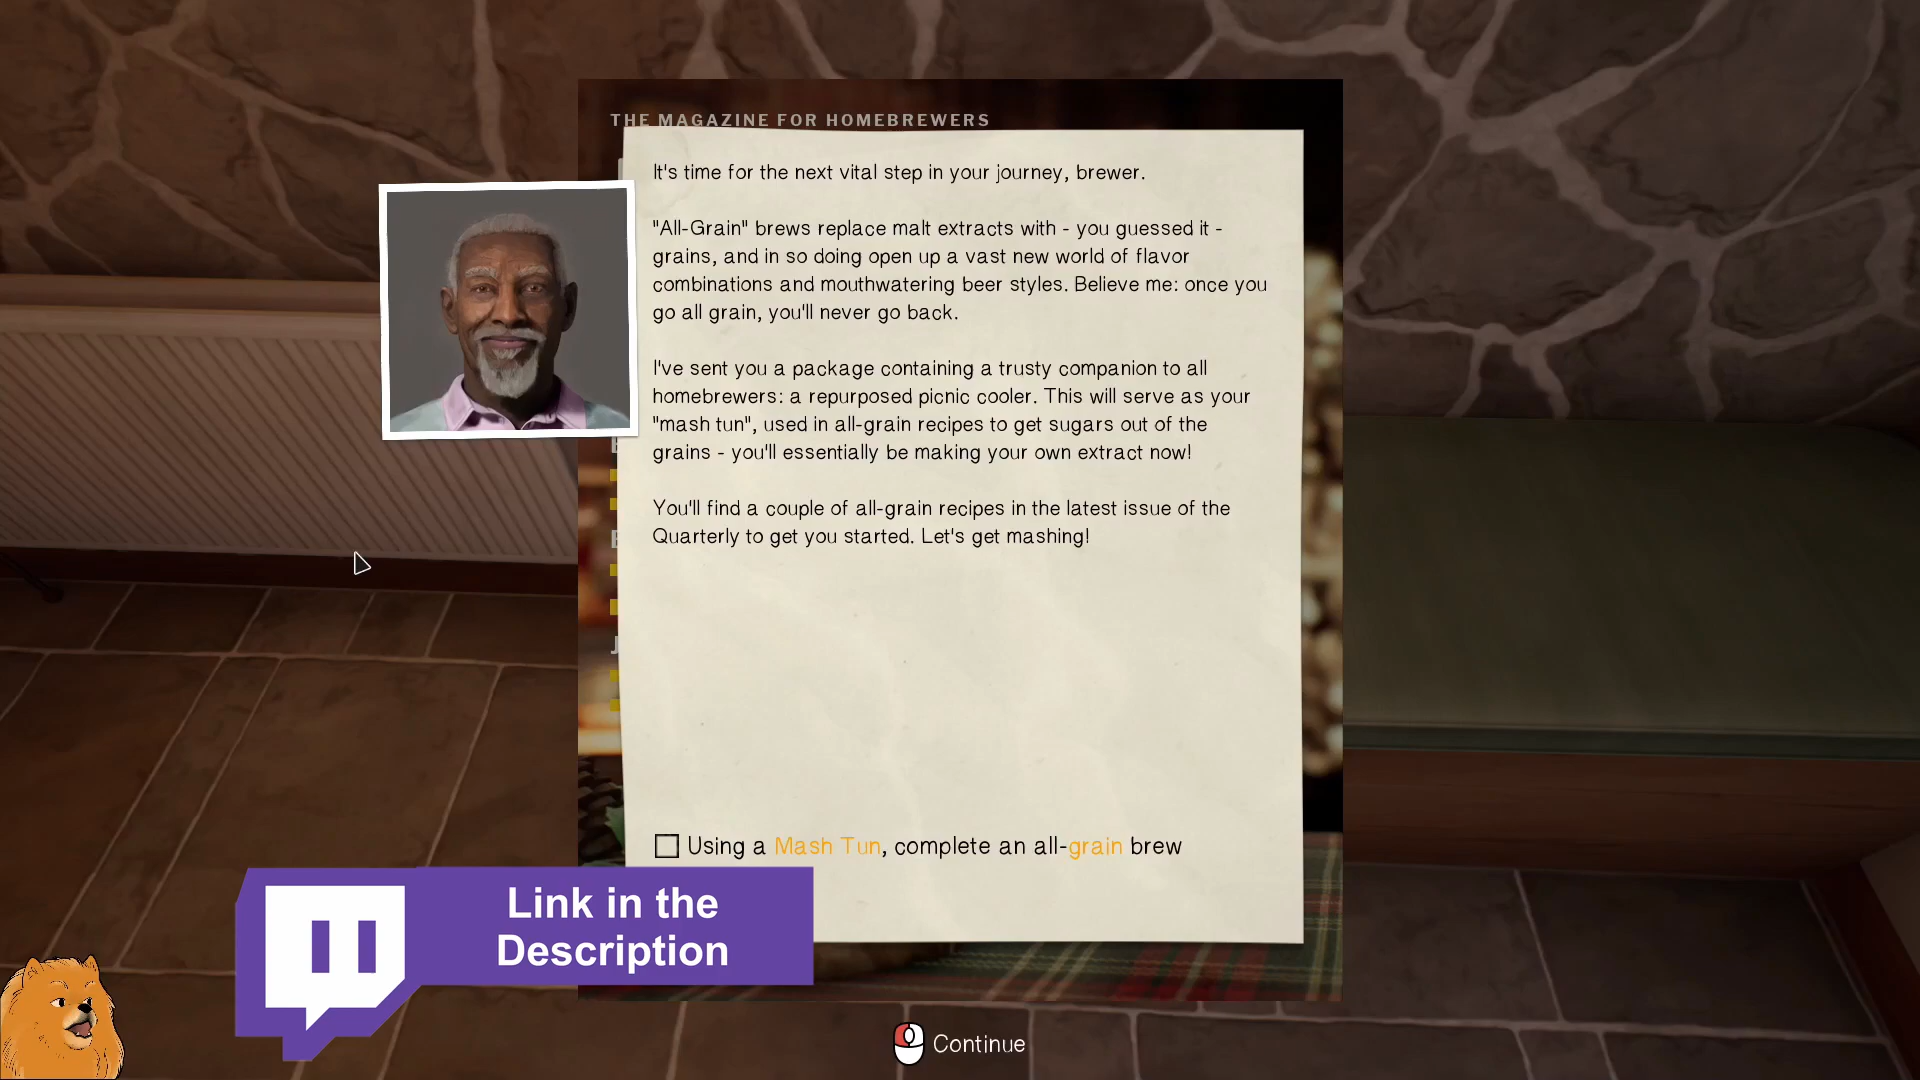 THE MAGAZINE FOR HOMEBREWERS
It's time for the next vital step in your journey, brewer.
"All-Grain" brews replace malt extracts with - you guessed it -
grains, and in so doing open up a vast new world of flavor
combinations and mouthwatering beer styles. Believe me: once you
go all grain, you'll never go back.
I've sent you a package containing a trusty companion to all
homebrewers: a repurposed picnic cooler. This will serve as your
"mash tun", used in all-grain recipes to get sugars out of the
grains - you'll essentially be making your own extract now!
You'll find a couple of all-grain recipes in the latest issue of the
Quarterly to get you started. Let's get mashing!
Using a Mash Tun, complete an all-grain brew
Link in the
Description
Continue